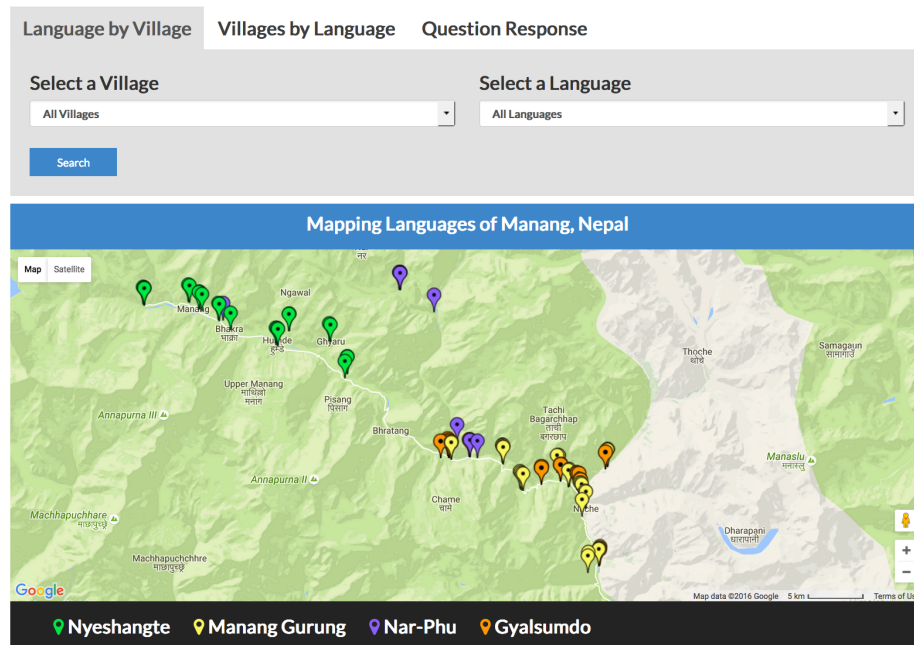 Language by Village Villages by Language Question Response
Select a Village Select a Language
All Villages All Languages
Search
Mapping Languages of Manang, Nepal
Map Satellite
नर
Ngawal
Manang
Bhakra
भाक्रा
हुम्डे
Ghyaru
Thoche
थोचे
Samagaun
सामागाउँ
Upper Manang
माथिल्लो
मनाग
Pisang
पिसाग
Annapurna III
Bhratang
Tachi
Bagarchhap
ताची
बगरछाप
Manaslu
मनास्लु
Annapurna II
Chame
चामे
Machhapuchhare
माछापुच्छ्रे
Dharapani
धारापानी
Machhapuchchhre
माछापुच्छ्रे
Google
Map data ©2016 Google 5 km Terms of Us
Nyeshangte Manang Gurung Nar-Phu Gyalsumdo